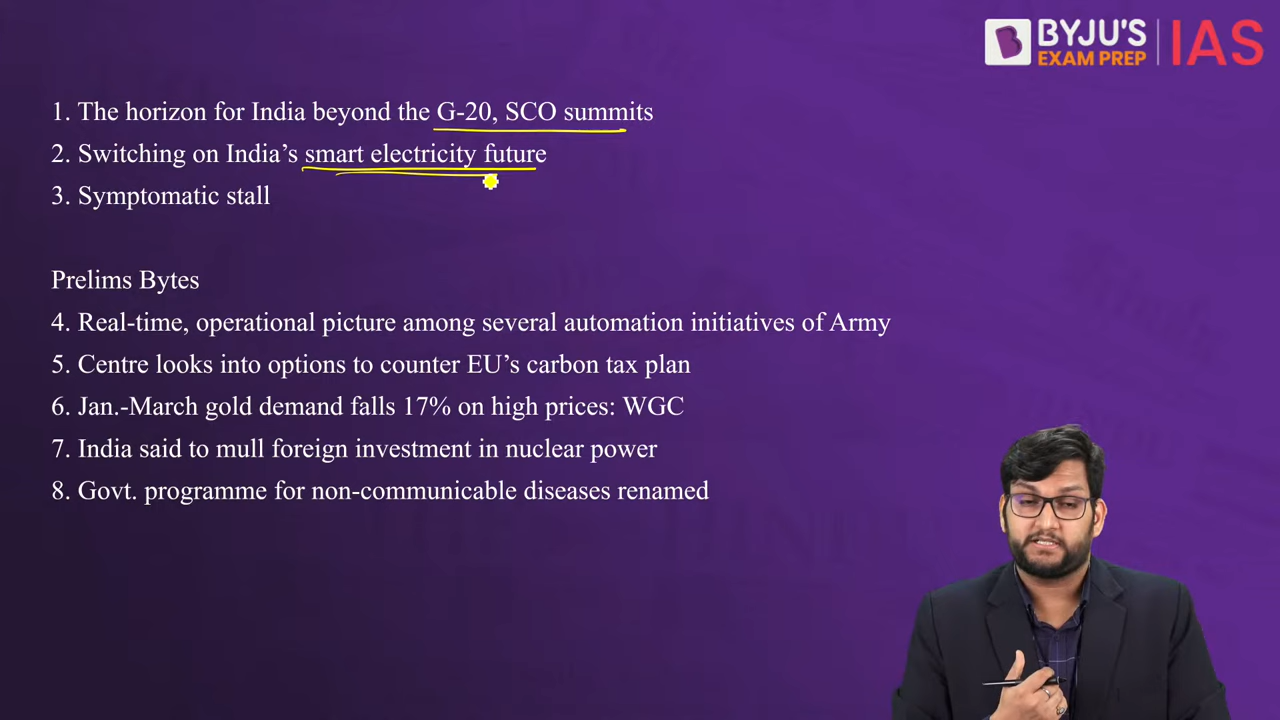 BYJU'S
EXAM PREP
IAS
1. The horizon for India beyond the G-20, SCO summits
2. Switching on India’s smart electricity future
3. Symptomatic stall
Prelims Bytes
4. Real-time, operational picture among several automation initiatives of Army
5. Centre looks into options to counter EU’s carbon tax plan
6. Jan.-March gold demand falls 17% on high prices: WGC
7. India said to mull foreign investment in nuclear power
8. Govt. programme for non-communicable diseases renamed